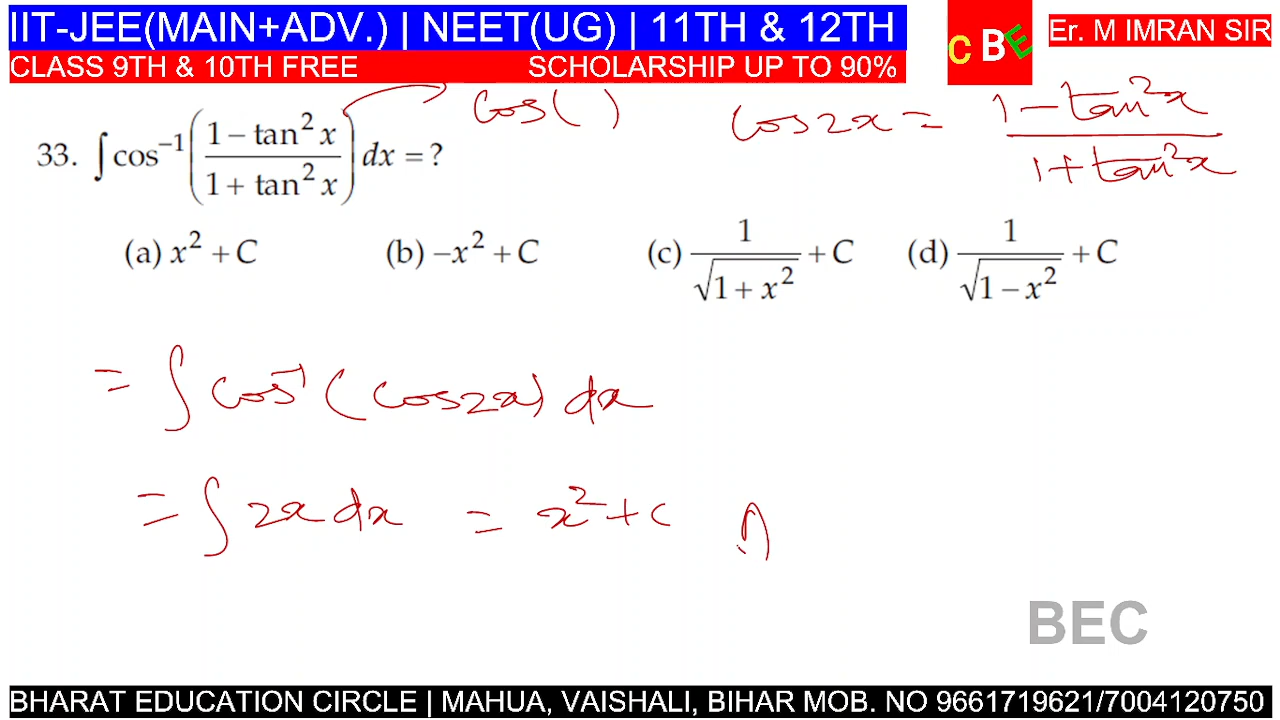 IIT-JEE(MAIN+ADV.) | NEET(UG) | 11TH & 12TH
CBE
Er. M IMRAN SIR
CLASS 9TH & 10TH FREE SCHOLARSHIP UP TO 90%
cos( )
cos2x = (1 - tan²x)/(1 + tan²x)
33. ∫cos⁻¹((1 − tan² x)/(1 + tan² x)) dx = ?
(a) x² + C (b) −x² + C (c) 1/√(1 + x²) + C (d) 1/√(1 − x²) + C
= ∫ cos⁻¹ (cos2x) dx
= ∫ 2x dx = x² + c
BEC
BHARAT EDUCATION CIRCLE | MAHUA, VAISHALI, BIHAR MOB. NO 9661719621/7004120750